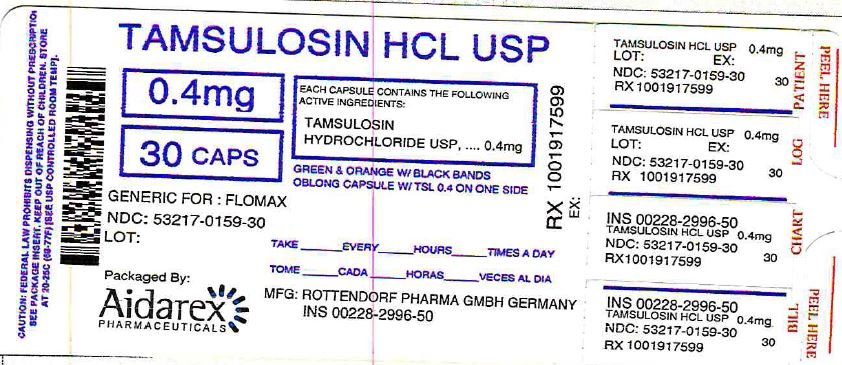 CAUTION: FEDERAL LAW PROHIBITS DISPENSING WITHOUT PRESCRIPTION
SEE PACKAGE INSERT. KEEP OUT OF REACH OF CHILDREN. STORE
AT 20-25C (68-77F) [SEE USP CONTROLLED ROOM TEMP].
TAMSULOSIN HCL USP
0.4mg
30 CAPS
EACH CAPSULE CONTAINS THE FOLLOWING
ACTIVE INGREDIENTS:
TAMSULOSIN
HYDROCHLORIDE USP, .... 0.4mg
GREEN & ORANGE W/ BLACK BANDS
OBLONG CAPSULE W/ TSL 0.4 ON ONE SIDE
GENERIC FOR : FLOMAX
NDC: 53217-0159-30
LOT:
TAKE ______EVERY_____HOURS_____TIMES A DAY
TOME _____CADA _____HORAS_____VECES AL DIA
Packaged By:
Aidarex
PHARMACEUTICALS
MFG: ROTTENDORF PHARMA GMBH GERMANY
INS 00228-2996-50
RX 1001917599
EX:
TAMSULOSIN HCL USP 0.4mg
LOT: EX:
NDC: 53217-0159-30
RX 1001917599 30
PATIENT
PEEL HERE
TAMSULOSIN HCL USP 0.4mg
LOT: EX:
NDC: 53217-0159-30
RX 1001917599 30
LOG
INS 00228-2996-50
TAMSULOSIN HCL USP 0.4mg
NDC: 53217-0159-30
RX1001917599 30
CHART
INS 00228-2996-50
TAMSULOSIN HCL USP 0.4mg
NDC: 53217-0159-30
RX 1001917599 30
BILL
PEEL HERE